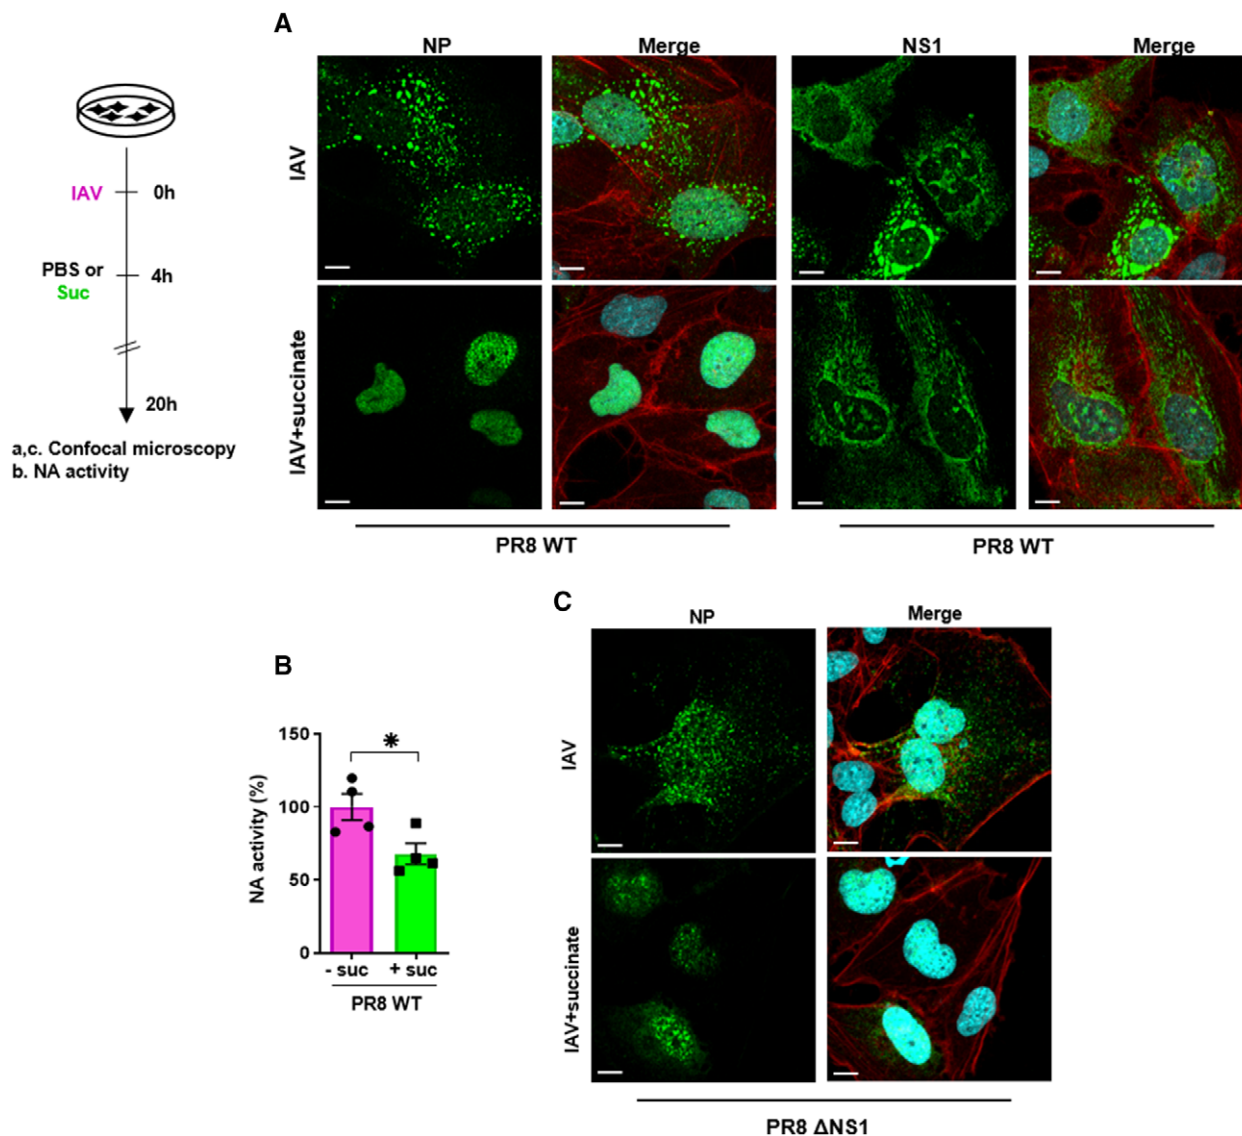 A
NP
Merge
NS1
Merge
IAV
IAV 0h
PBS or 4h
Suc
IAV+succinate
20h
a,c. Confocal microscopy
b. NA activity
PR8 WT
PR8 WT
C
NP
Merge
B
IAV
150
100
50
0
NA activity (%)
*
- suc
+ suc
PR8 WT
IAV+succinate
PR8 ΔNS1